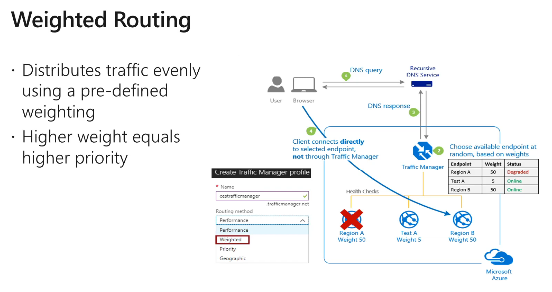 Weighted Routing
· Distributes traffic evenly
using a pre-defined
weighting
· Higher weight equals
higher priority
1
DNS query
Recursive
DNS Service
User
Browser
DNS response
3
4
Client connects directly
to selected endpoint,
not through Traffic Manager
2
Choose available endpoint at
random, based on weights
Traffic Manager
Endpoint Weight Status
Region A 50 Degraded
Test A 5 Online
Region B 50 Online
Create Traffic Manager profile
* Name
.trafficmanager.net
Routing method
Performance
Performance
Weighted
Priority
Geographic
Health Checks
Region A
Weight 50
Test A
Weight 5
Region B
Weight 50
Microsoft
Azure